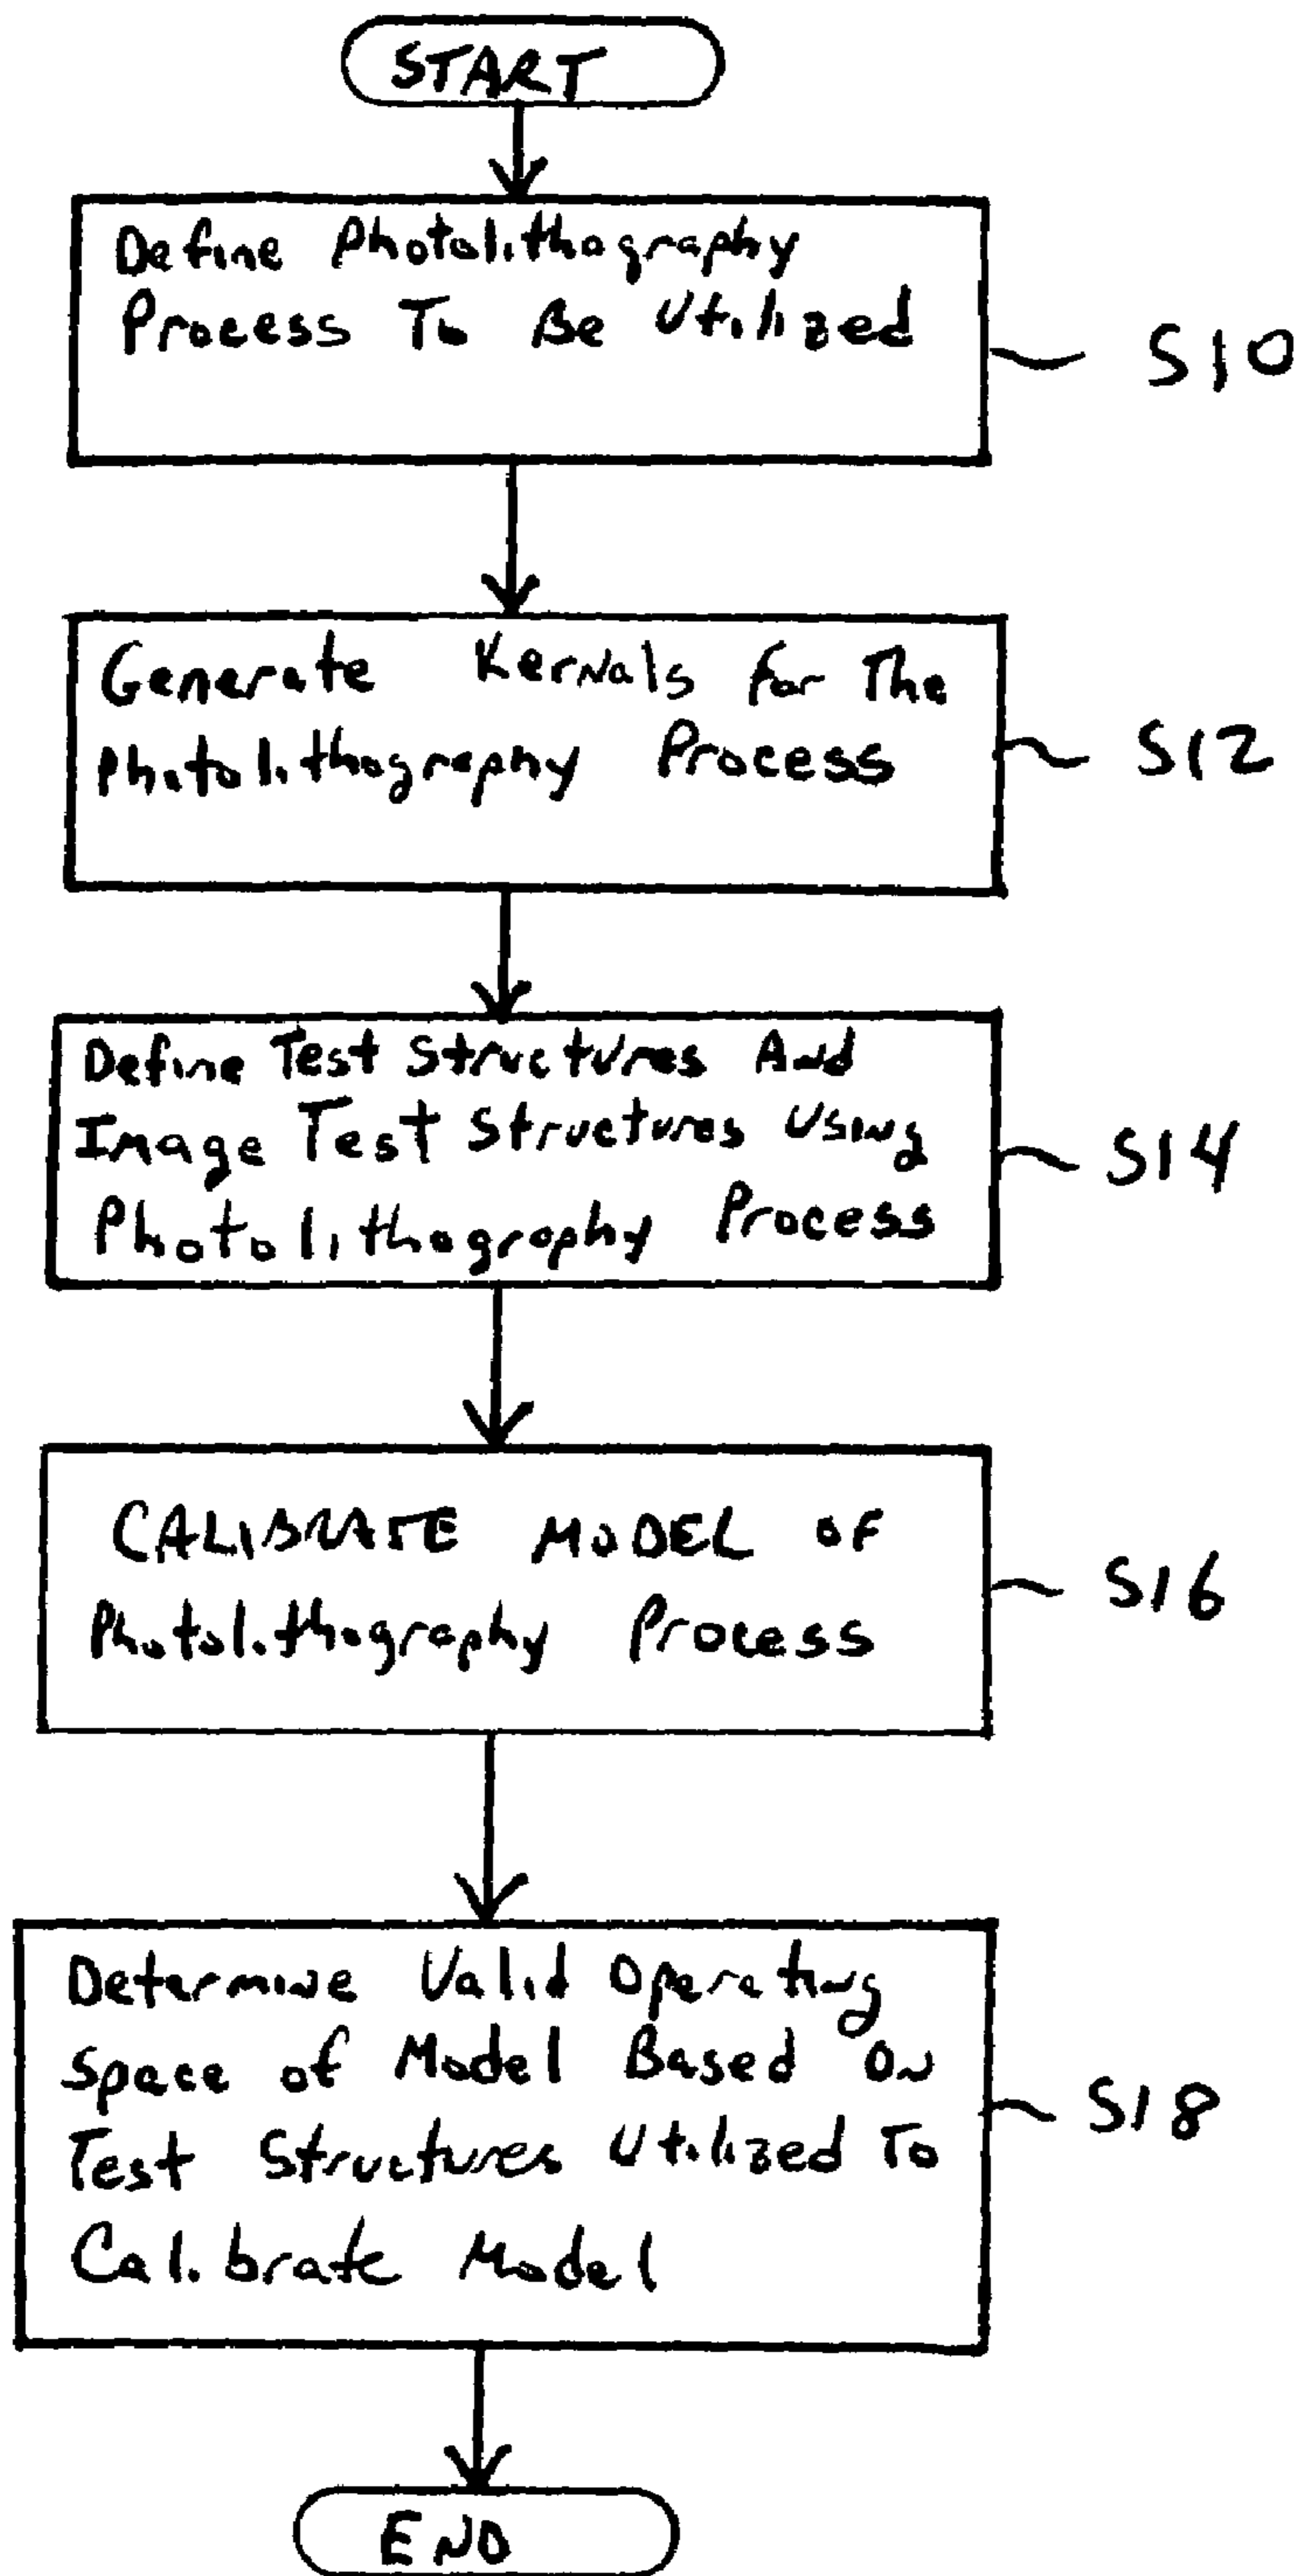 START
Define Photolithography
Process To Be Utilized
S10
Generate Kernals For The
Photolithography Process
S12
Define Test Structures And
Image Test Structures Using
Photolithography Process
S14
CALIBRATE MODEL OF
Photolithography Process
S16
Determine Valid Operating
Space of Model Based On
Test Structures Utilized To
Calibrate Model
S18
END